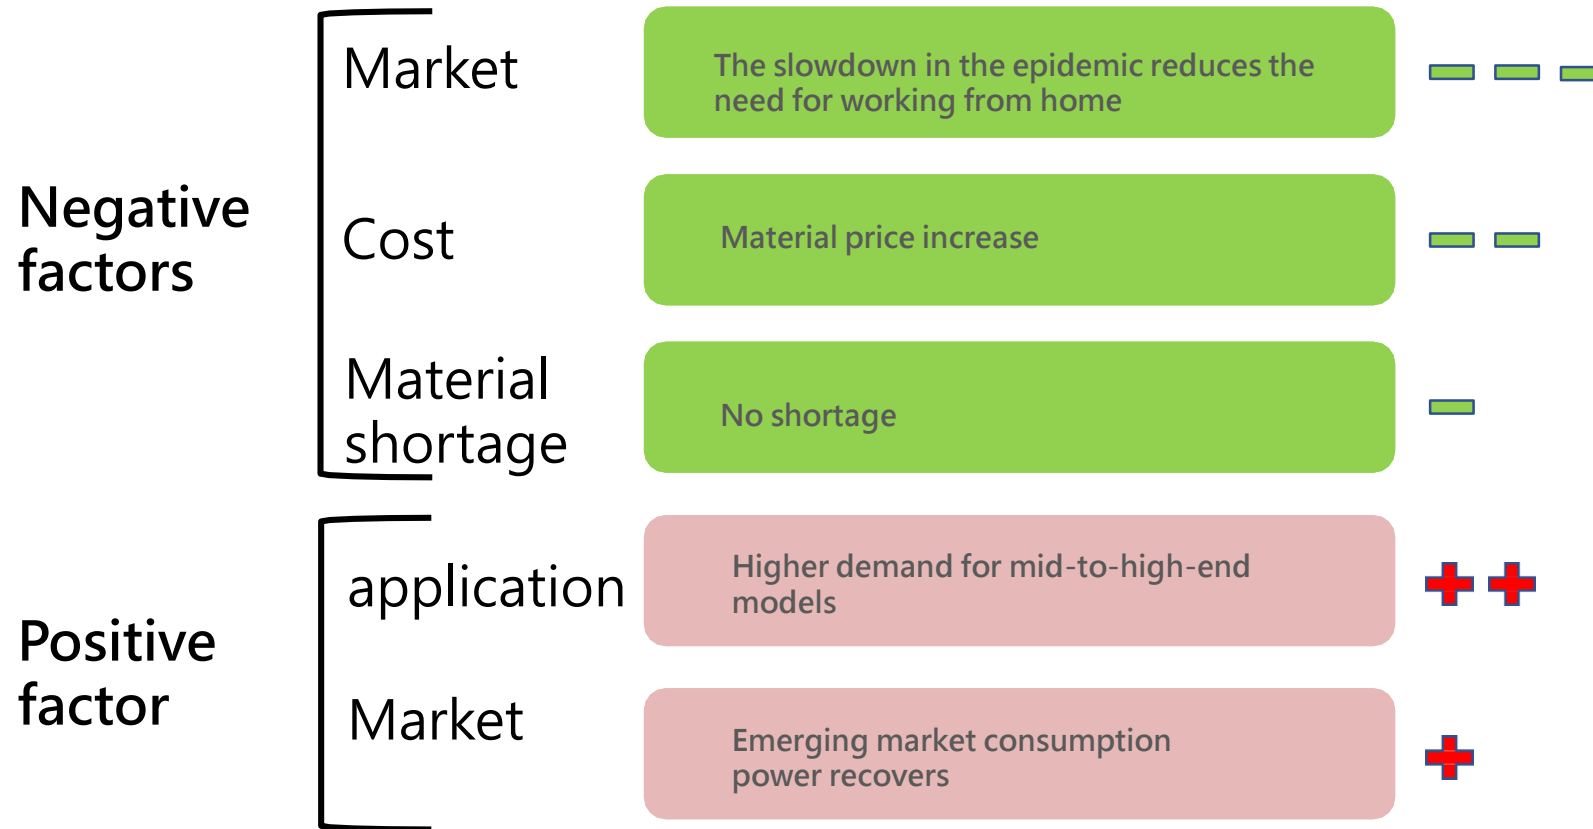 Negative
factors
Market
The slowdown in the epidemic reduces the
need for working from home
Cost
Material price increase
Material
shortage
No shortage
Positive
factor
application
Higher demand for mid-to-high-end
models
Market
Emerging market consumption
power recovers